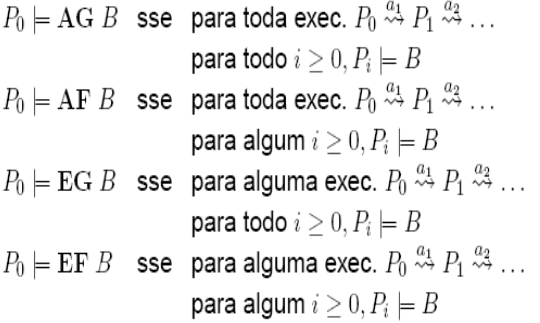 P₀ ⊨ AG B sse para toda exec. P₀ ⇝^{a₁} P₁ ⇝^{a₂} …
para todo i ≥ 0, Pᵢ ⊨ B
P₀ ⊨ AF B sse para toda exec. P₀ ⇝^{a₁} P₁ ⇝^{a₂} …
para algum i ≥ 0, Pᵢ ⊨ B
P₀ ⊨ EG B sse para alguma exec. P₀ ⇝^{a₁} P₁ ⇝^{a₂} …
para todo i ≥ 0, Pᵢ ⊨ B
P₀ ⊨ EF B sse para alguma exec. P₀ ⇝^{a₁} P₁ ⇝^{a₂} …
para algum i ≥ 0, Pᵢ ⊨ B